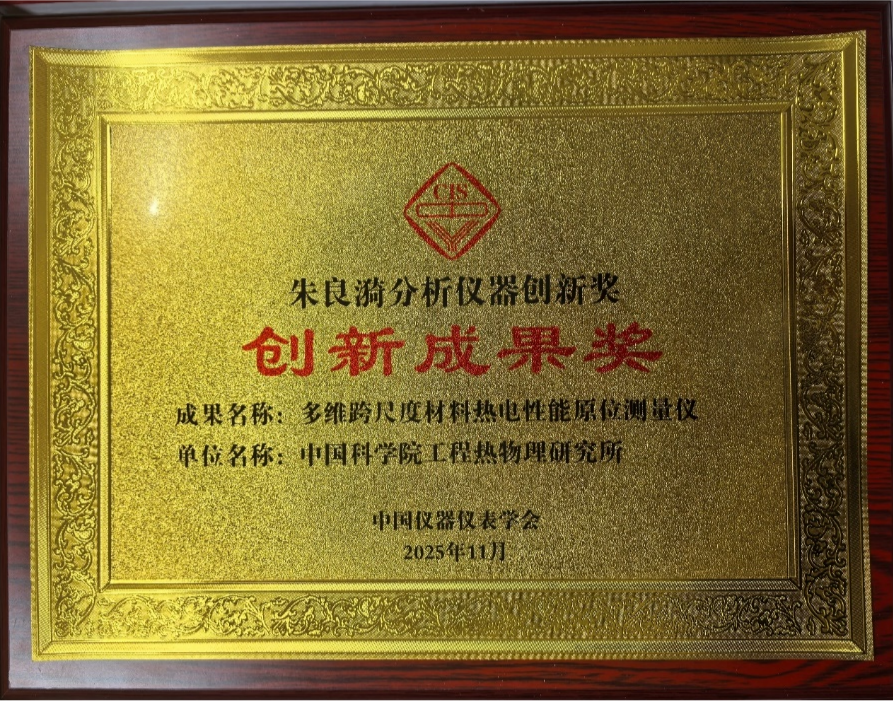 CIS
朱良漪分析仪器创新奖
创新成果奖
成果名称：多维跨尺度材料热电性能原位测量仪
单位名称：中国科学院工程热物理研究所
中国仪器仪表学会
2025年11月